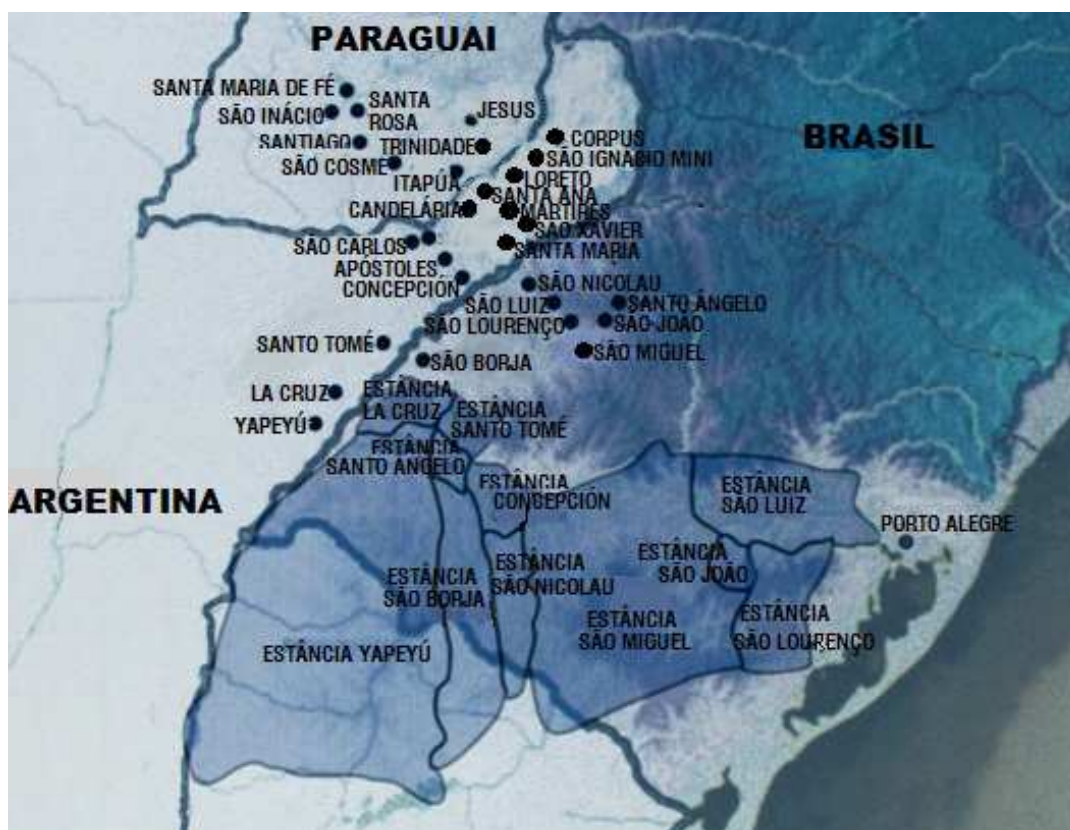 PARAGUAI
SANTA MARIA DE FÉ
SÃO INÁCIO
SANTA
ROSA
JESUS
SANTIAGO
TRINIDADE
SÃO COSME
ITAPÚA
CORPUS
SÃO IGNACIO MINI
LORETO
SANTA ANA
CANDELÁRIA
MARTIRES
SÃO XAVIER
SANTA MARIA
BRASIL
SÃO CARLOS
APÓSTOLES
CONCEPCIÓN
SÃO NICOLAU
SÃO LUIZ
SANTO ÂNGELO
SÃO LOURENÇO
SÃO JOÃO
SÃO MIGUEL
SANTO TOMÉ
SÃO BORJA
LA CRUZ
YAPEYÚ
ESTÂNCIA
LA CRUZ
ESTÂNCIA
SANTO TOMÉ
ESTÂNCIA
SANTO ANGELO
ESTÂNCIA
CONCEPCIÓN
ARGENTINA
ESTÂNCIA
SÃO LUIZ
PORTO ALEGRE
ESTÂNCIA
SÃO BORJA
ESTÂNCIA
SÃO NICOLAU
ESTÂNCIA
SÃO JOÃO
ESTÂNCIA
SÃO MIGUEL
ESTÂNCIA
SÃO LOURENÇO
ESTÂNCIA YAPEYÚ